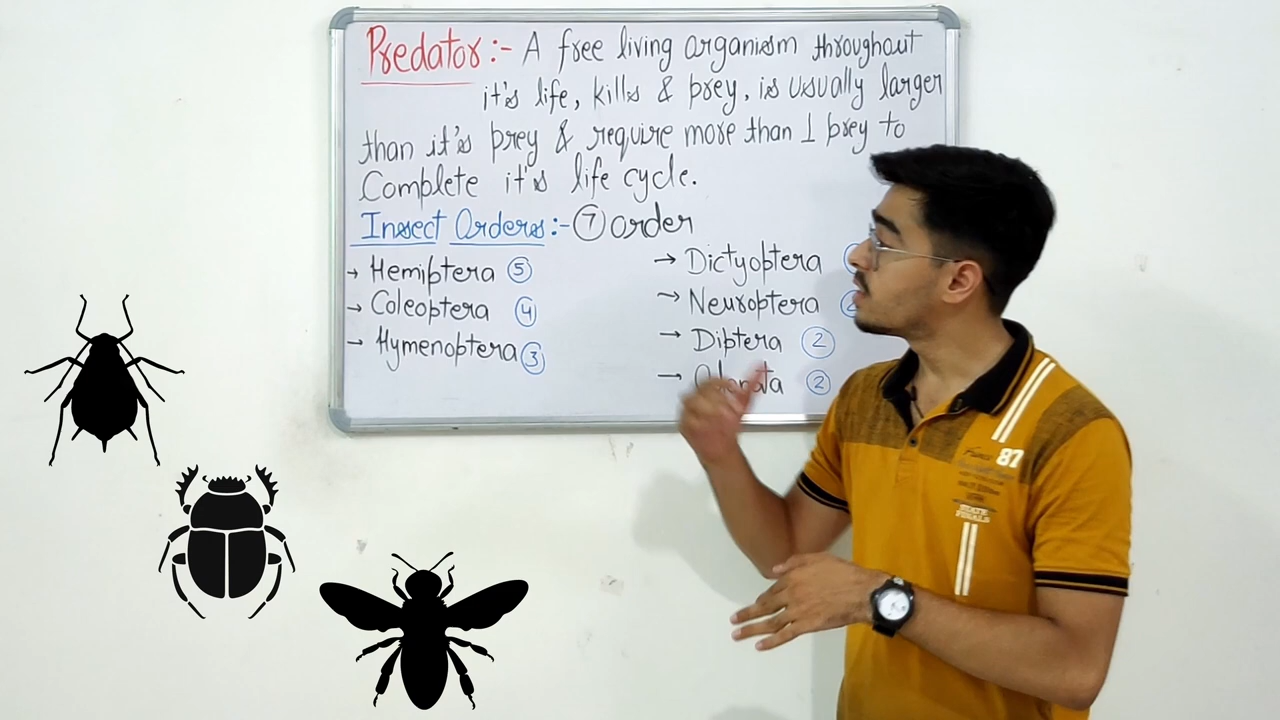 Predator :- A free living organism throughout
it's life, kills & prey, is usually larger
than it's prey & require more than 1 prey to
Complete it's life cycle.
Insect Orders :- 7 order
→ Hemiptera 5
→ Coleoptera 4
→ Hymenoptera 3
→ Dictyoptera
→ Neuroptera
→ Diptera 2
→ Odonata 2
87
STATE